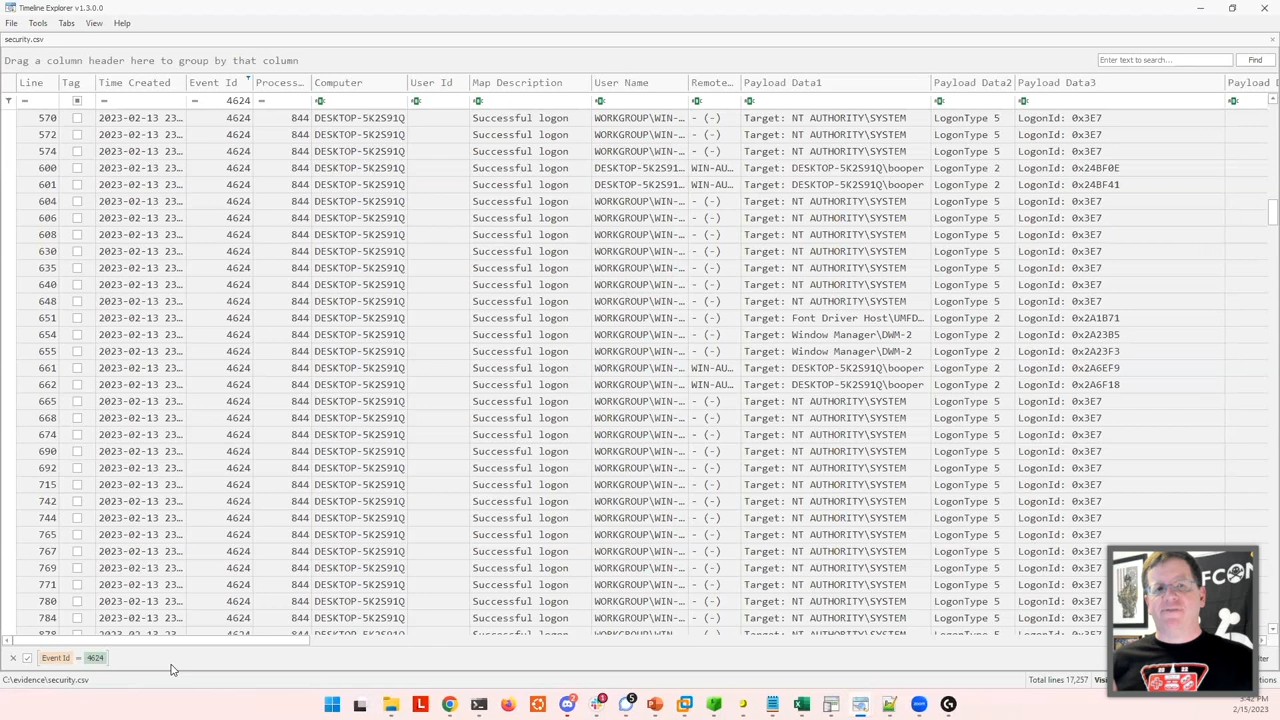 Timeline Explorer v1.3.0.0
File Tools Tabs View Help
security.csv
Drag a column header here to group by that column
Enter text to search... Find
Line Tag Time Created Event Id Process... Computer User Id Map Description User Name Remote... Payload Data1 Payload Data2 Payload Data3 Payload
= = = 4624 =
570 2023-02-13 23... 4624 844 DESKTOP-5K2S91Q Successful logon WORKGROUP\WIN-... - (-) Target: NT AUTHORITY\SYSTEM LogonType 5 LogonId: 0x3E7
572 2023-02-13 23... 4624 844 DESKTOP-5K2S91Q Successful logon WORKGROUP\WIN-... - (-) Target: NT AUTHORITY\SYSTEM LogonType 5 LogonId: 0x3E7
574 2023-02-13 23... 4624 844 DESKTOP-5K2S91Q Successful logon WORKGROUP\WIN-... - (-) Target: NT AUTHORITY\SYSTEM LogonType 5 LogonId: 0x3E7
600 2023-02-13 23... 4624 844 DESKTOP-5K2S91Q Successful logon DESKTOP-5K2S91... WIN-AU... Target: DESKTOP-5K2S91Q\booper LogonType 2 LogonId: 0x24BF0E
601 2023-02-13 23... 4624 844 DESKTOP-5K2S91Q Successful logon DESKTOP-5K2S91... WIN-AU... Target: DESKTOP-5K2S91Q\booper LogonType 2 LogonId: 0x24BF41
604 2023-02-13 23... 4624 844 DESKTOP-5K2S91Q Successful logon WORKGROUP\WIN-... - (-) Target: NT AUTHORITY\SYSTEM LogonType 5 LogonId: 0x3E7
606 2023-02-13 23... 4624 844 DESKTOP-5K2S91Q Successful logon WORKGROUP\WIN-... - (-) Target: NT AUTHORITY\SYSTEM LogonType 5 LogonId: 0x3E7
608 2023-02-13 23... 4624 844 DESKTOP-5K2S91Q Successful logon WORKGROUP\WIN-... - (-) Target: NT AUTHORITY\SYSTEM LogonType 5 LogonId: 0x3E7
630 2023-02-13 23... 4624 844 DESKTOP-5K2S91Q Successful logon WORKGROUP\WIN-... - (-) Target: NT AUTHORITY\SYSTEM LogonType 5 LogonId: 0x3E7
635 2023-02-13 23... 4624 844 DESKTOP-5K2S91Q Successful logon WORKGROUP\WIN-... - (-) Target: NT AUTHORITY\SYSTEM LogonType 5 LogonId: 0x3E7
640 2023-02-13 23... 4624 844 DESKTOP-5K2S91Q Successful logon WORKGROUP\WIN-... - (-) Target: NT AUTHORITY\SYSTEM LogonType 5 LogonId: 0x3E7
648 2023-02-13 23... 4624 844 DESKTOP-5K2S91Q Successful logon WORKGROUP\WIN-... - (-) Target: NT AUTHORITY\SYSTEM LogonType 5 LogonId: 0x3E7
651 2023-02-13 23... 4624 844 DESKTOP-5K2S91Q Successful logon WORKGROUP\WIN-... - (-) Target: Font Driver Host\UMFD... LogonType 2 LogonId: 0x2A1B71
654 2023-02-13 23... 4624 844 DESKTOP-5K2S91Q Successful logon WORKGROUP\WIN-... - (-) Target: Window Manager\DWM-2 LogonType 2 LogonId: 0x2A23B5
655 2023-02-13 23... 4624 844 DESKTOP-5K2S91Q Successful logon WORKGROUP\WIN-... - (-) Target: Window Manager\DWM-2 LogonType 2 LogonId: 0x2A23F3
661 2023-02-13 23... 4624 844 DESKTOP-5K2S91Q Successful logon WORKGROUP\WIN-... WIN-AU... Target: DESKTOP-5K2S91Q\booper LogonType 2 LogonId: 0x2A6EF9
662 2023-02-13 23... 4624 844 DESKTOP-5K2S91Q Successful logon WORKGROUP\WIN-... WIN-AU... Target: DESKTOP-5K2S91Q\booper LogonType 2 LogonId: 0x2A6F18
665 2023-02-13 23... 4624 844 DESKTOP-5K2S91Q Successful logon WORKGROUP\WIN-... - (-) Target: NT AUTHORITY\SYSTEM LogonType 5 LogonId: 0x3E7
668 2023-02-13 23... 4624 844 DESKTOP-5K2S91Q Successful logon WORKGROUP\WIN-... - (-) Target: NT AUTHORITY\SYSTEM LogonType 5 LogonId: 0x3E7
674 2023-02-13 23... 4624 844 DESKTOP-5K2S91Q Successful logon WORKGROUP\WIN-... - (-) Target: NT AUTHORITY\SYSTEM LogonType 5 LogonId: 0x3E7
690 2023-02-13 23... 4624 844 DESKTOP-5K2S91Q Successful logon WORKGROUP\WIN-... - (-) Target: NT AUTHORITY\SYSTEM LogonType 5 LogonId: 0x3E7
692 2023-02-13 23... 4624 844 DESKTOP-5K2S91Q Successful logon WORKGROUP\WIN-... - (-) Target: NT AUTHORITY\SYSTEM LogonType 5 LogonId: 0x3E7
715 2023-02-13 23... 4624 844 DESKTOP-5K2S91Q Successful logon WORKGROUP\WIN-... - (-) Target: NT AUTHORITY\SYSTEM LogonType 5 LogonId: 0x3E7
742 2023-02-13 23... 4624 844 DESKTOP-5K2S91Q Successful logon WORKGROUP\WIN-... - (-) Target: NT AUTHORITY\SYSTEM LogonType 5 LogonId: 0x3E7
744 2023-02-13 23... 4624 844 DESKTOP-5K2S91Q Successful logon WORKGROUP\WIN-... - (-) Target: NT AUTHORITY\SYSTEM LogonType 5 LogonId: 0x3E7
765 2023-02-13 23... 4624 844 DESKTOP-5K2S91Q Successful logon WORKGROUP\WIN-... - (-) Target: NT AUTHORITY\SYSTEM LogonType 5 LogonId: 0x3E7
767 2023-02-13 23... 4624 844 DESKTOP-5K2S91Q Successful logon WORKGROUP\WIN-... - (-) Target: NT AUTHORITY\SYSTEM LogonType 5 LogonId: 0x3E7
769 2023-02-13 23... 4624 844 DESKTOP-5K2S91Q Successful logon WORKGROUP\WIN-... - (-) Target: NT AUTHORITY\SYSTEM LogonType 5 LogonId: 0x3E7
771 2023-02-13 23... 4624 844 DESKTOP-5K2S91Q Successful logon WORKGROUP\WIN-... - (-) Target: NT AUTHORITY\SYSTEM LogonType 5 LogonId: 0x3E7
780 2023-02-13 23... 4624 844 DESKTOP-5K2S91Q Successful logon WORKGROUP\WIN-... - (-) Target: NT AUTHORITY\SYSTEM LogonType 5 LogonId: 0x3E7
784 2023-02-13 23... 4624 844 DESKTOP-5K2S91Q Successful logon WORKGROUP\WIN-... - (-) Target: NT AUTHORITY\SYSTEM LogonType 5 LogonId: 0x3E7
FCON
Event Id = 4624
C:\evidence\security.csv Total lines 17,257
3:42 PM
2/15/2023